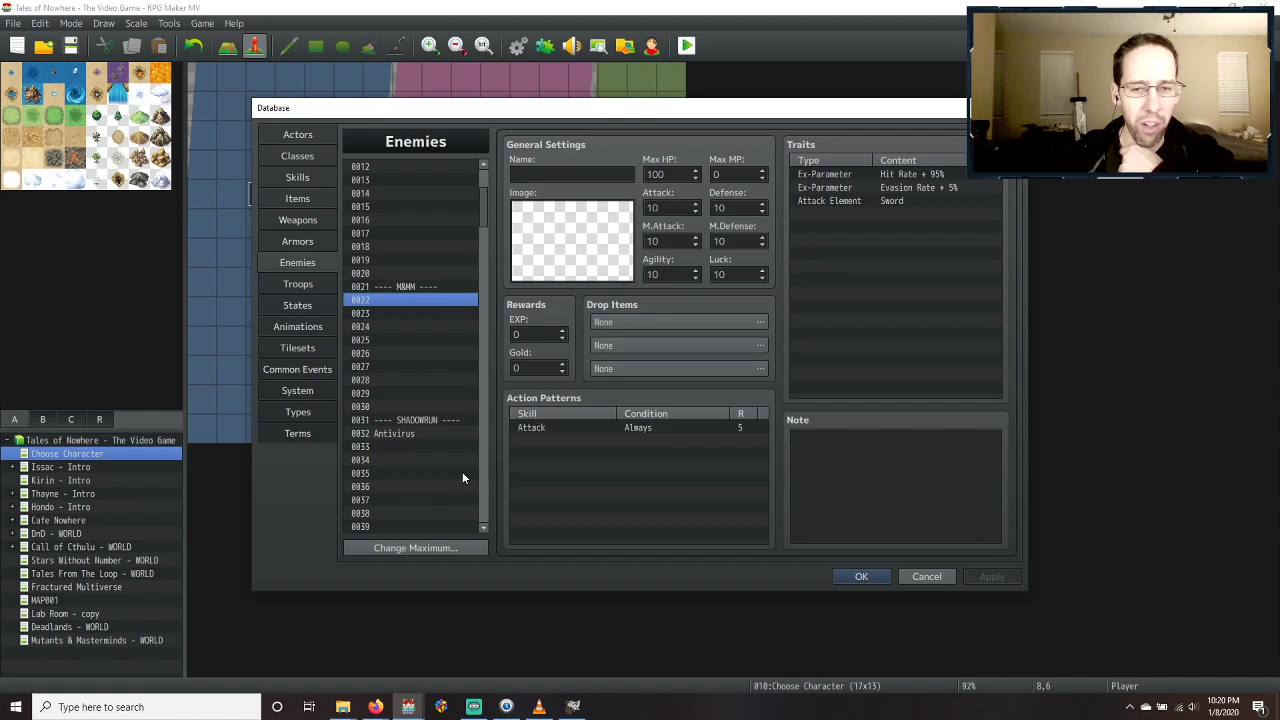 Tales of Nowhere - The Video Game - RPG Maker MV
File Edit Mode Draw Scale Tools Game Help
Database
Actors
Classes
Skills
Items
Weapons
Armors
Enemies
Troops
States
Animations
Tilesets
Common Events
System
Types
Terms
Enemies
0012
0013
0014
0015
0016
0017
0018
0019
0020
0021 ---- M&MM ----
0022
0023
0024
0025
0026
0027
0028
0029
0030
0031 ---- SHADOWRUN ----
0032 Antivirus
0033
0034
0035
0036
0037
0038
0039
Change Maximum...
General Settings
Name:
Image:
Max HP: Max MP:
100 0
Attack: Defense:
10 10
M.Attack: M.Defense:
10 10
Agility: Luck:
10 10
Rewards
EXP:
0
Gold:
0
Drop Items
None ...
None ...
None ...
Action Patterns
Skill Condition R
Attack Always 5
Traits
Type Content
Ex-Parameter Hit Rate + 95%
Ex-Parameter Evasion Rate + 5%
Attack Element Sword
Note
OK Cancel Apply
A B C R
Tales of Nowhere - The Video Game
Choose Character
Issac - Intro
Kirin - Intro
Thayne - Intro
Hondo - Intro
Cafe Nowhere
DnD - WORLD
Call of Cthulu - WORLD
Stars Without Number - WORLD
Tales From The Loop - WORLD
Fractured Multiverse
MAP001
Lab Room - copy
Deadlands - WORLD
Mutants & Masterminds - WORLD
010:Choose Character (17x13) 92% 8,6 Player
Type here to search
10:20 PM
1/8/2020